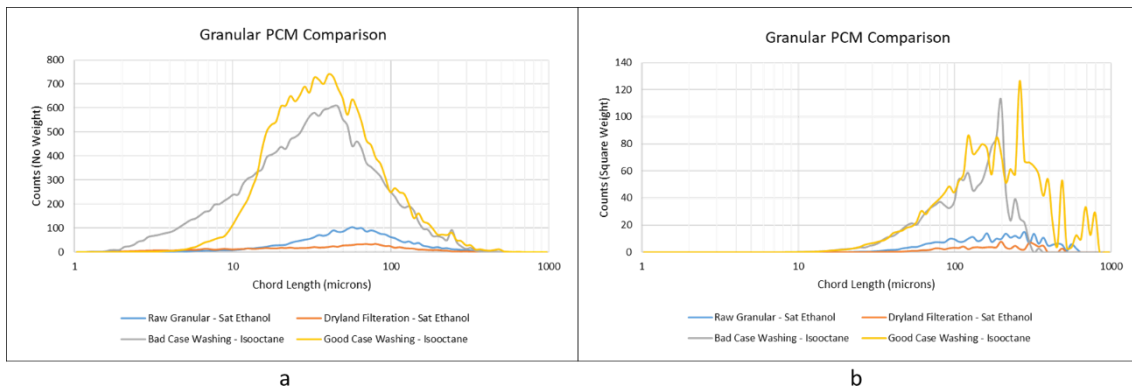 Granular PCM Comparison
Counts (No Weight)
800
700
600
500
400
300
200
100
0
1 10 100 1000
Chord Length (microns)
Raw Granular - Sat Ethanol Dryland Filteration - Sat Ethanol
Bad Case Washing - Isooctane Good Case Washing - Isooctane
a
Granular PCM Comparison
Counts (Square Weight)
140
120
100
80
60
40
20
0
1 10 100 1000
Chord Length (microns)
Raw Granular - Sat Ethanol Dryland Filteration - Sat Ethanol
Bad Case Washing - Isooctane Good Case Washing - Isooctane
b